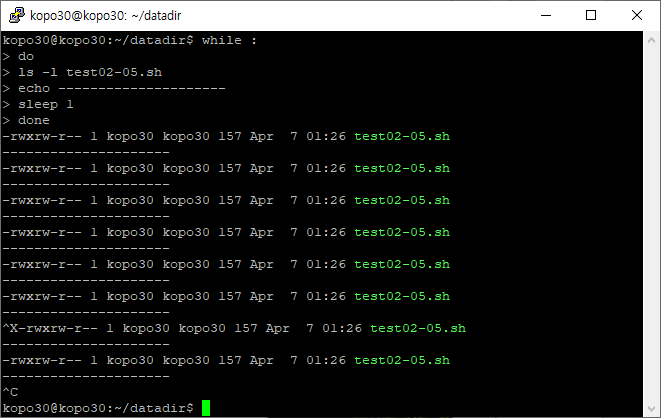 kopo30@kopo30: ~/datadir
kopo30@kopo30:~/datadir$ while :
> do
> ls -l test02-05.sh
> echo ---------------------
> sleep 1
> done
-rwxrw-r-- 1 kopo30 kopo30 157 Apr  7 01:26 test02-05.sh
---------------------
-rwxrw-r-- 1 kopo30 kopo30 157 Apr  7 01:26 test02-05.sh
---------------------
-rwxrw-r-- 1 kopo30 kopo30 157 Apr  7 01:26 test02-05.sh
---------------------
-rwxrw-r-- 1 kopo30 kopo30 157 Apr  7 01:26 test02-05.sh
---------------------
-rwxrw-r-- 1 kopo30 kopo30 157 Apr  7 01:26 test02-05.sh
---------------------
-rwxrw-r-- 1 kopo30 kopo30 157 Apr  7 01:26 test02-05.sh
---------------------
^X-rwxrw-r-- 1 kopo30 kopo30 157 Apr  7 01:26 test02-05.sh
---------------------
-rwxrw-r-- 1 kopo30 kopo30 157 Apr  7 01:26 test02-05.sh
---------------------
^C
kopo30@kopo30:~/datadir$